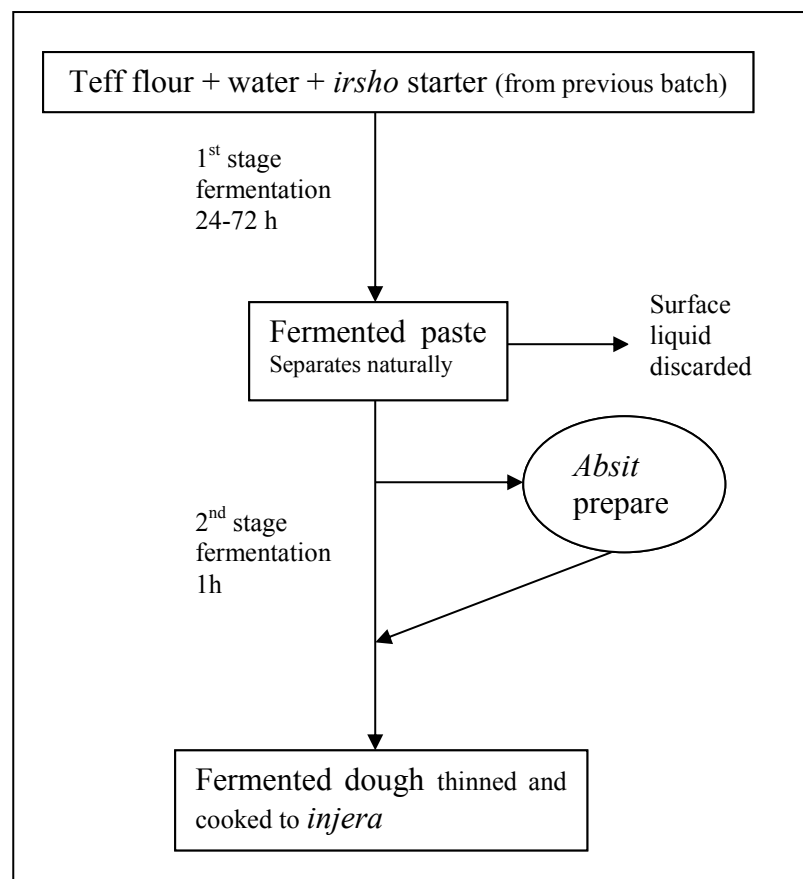 Teff flour + water + irsho starter (from previous batch)
1st stage
fermentation
24-72 h
Fermented paste
Separates naturally
Surface
liquid
discarded
Absit
prepare
2nd stage
fermentation
1h
Fermented dough thinned and
cooked to injera